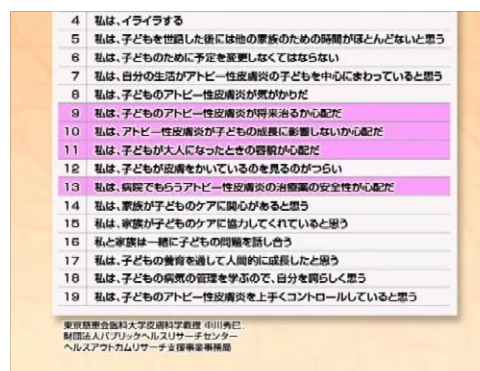 4 私は、イライラする
5 私は、子どもを世話した後には他の家族のための時間がほとんどないと思う
6 私は、子どものために予定を変更しなくてはならない
7 私は、自分の生活がアトピー性皮膚炎の子どもを中心にまわっていると思う
8 私は、子どものアトピー性皮膚炎が気がかりだ
9 私は、子どものアトピー性皮膚炎が将来治るか心配だ
10 私は、アトピー性皮膚炎が子どもの成長に影響しないか心配だ
11 私は、子どもが大人になったときの容貌が心配だ
12 私は、子どもが皮膚をかいているのを見るのがつらい
13 私は、病院でもらうアトピー性皮膚炎の治療薬の安全性が心配だ
14 私は、家族が子どものケアに関心があると思う
15 私は、家族が子どものケアに協力してくれていると思う
16 私と家族は一緒に子どもの問題を話し合う
17 私は、子どもの養育を通して人間的に成長したと思う
18 私は、子どもの病気の管理を学ぶので、自分を誇らしく思う
19 私は、子どものアトピー性皮膚炎を上手くコントロールしていると思う
東京慈恵会医科大学皮膚科学教授 中川秀己
財団法人パブリックヘルスリサーチセンター
ヘルスアウトカムリサーチ支援事業事務局